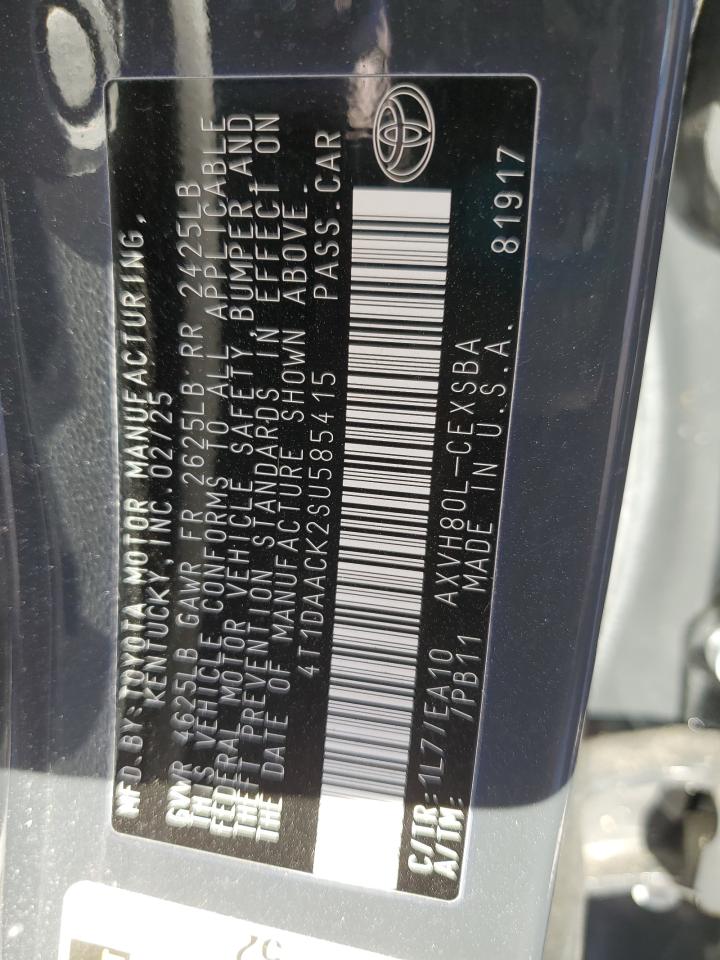 MFD.BY:TOYOTA MOTOR MANUFACTURING,
KENTUCKY, INC. 02/25
GVWR 4625LB GAWR FR 2625LB RR 2425LB
THIS VEHICLE CONFORMS TO ALL APPLICABLE
FEDERAL MOTOR VEHICLE SAFETY, BUMPER AND
THEFT PREVENTION STANDARDS IN EFFECT ON
THE DATE OF MANUFACTURE SHOWN ABOVE.
4T1DAACK2SU585415 PASS.CAR
C/TR: 1L77/EA10 AXVH80L-CEXSBA
A/TM: /PB11 MADE IN U.S.A. 81917